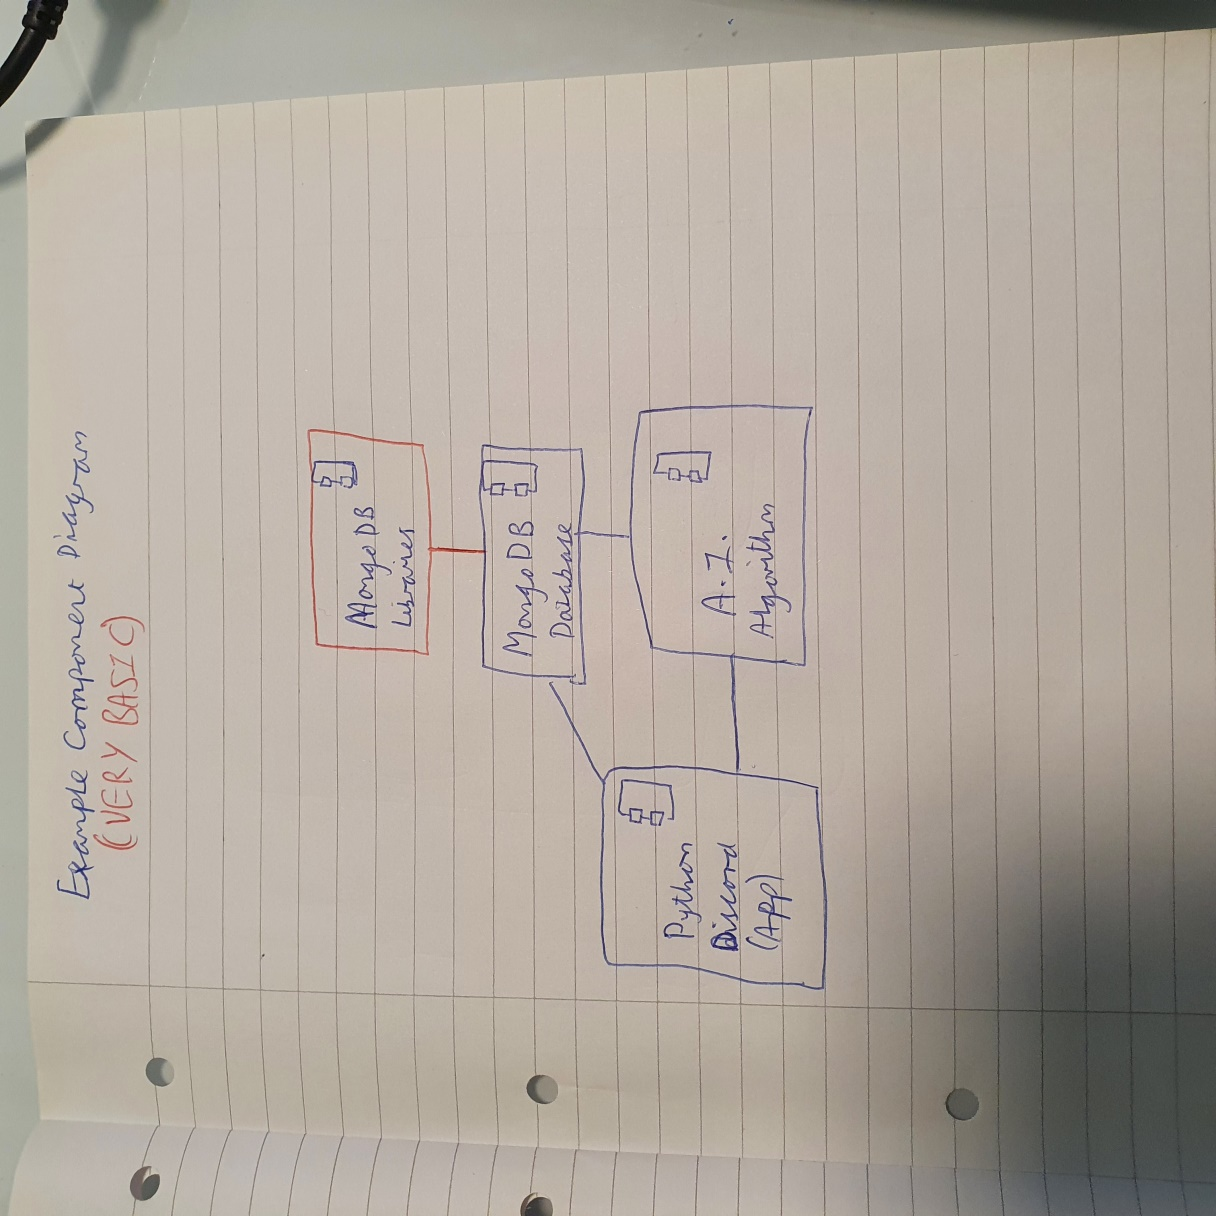 Example Component Diagram
(VERY BASIC)
MongoDB
Libraries
MongoDB
Database
A.I.
Algorithm
Python
Discord
(APP)